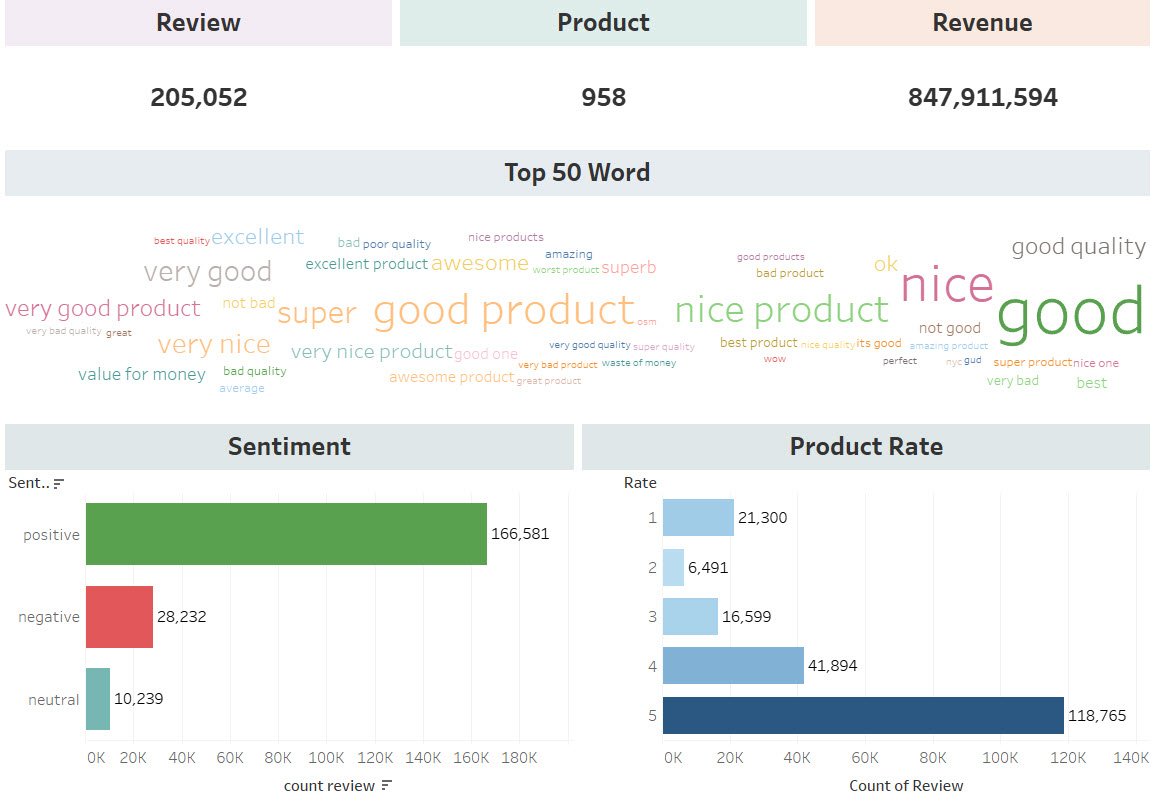 Review Product Revenue
205,052 958 847,911,594
Top 50 Word
best quality excellent bad poor quality nice products good quality
very good excellent product awesome amazing worst product superb good products bad product ok nice
very good product not bad super good product osm nice product good
very bad quality great very nice very nice product good one very good quality super quality best product nice quality its good not good amazing product
value for money bad quality awesome product very bad product waste of money wow perfect nyc gud super product nice one
average great product very bad best
Sentiment Product Rate
Sent.. Rate
positive 166,581
negative 28,232
neutral 10,239
0K 20K 40K 60K 80K 100K 120K 140K 160K 180K
count review
1 21,300
2 6,491
3 16,599
4 41,894
5 118,765
0K 20K 40K 60K 80K 100K 120K 140K
Count of Review